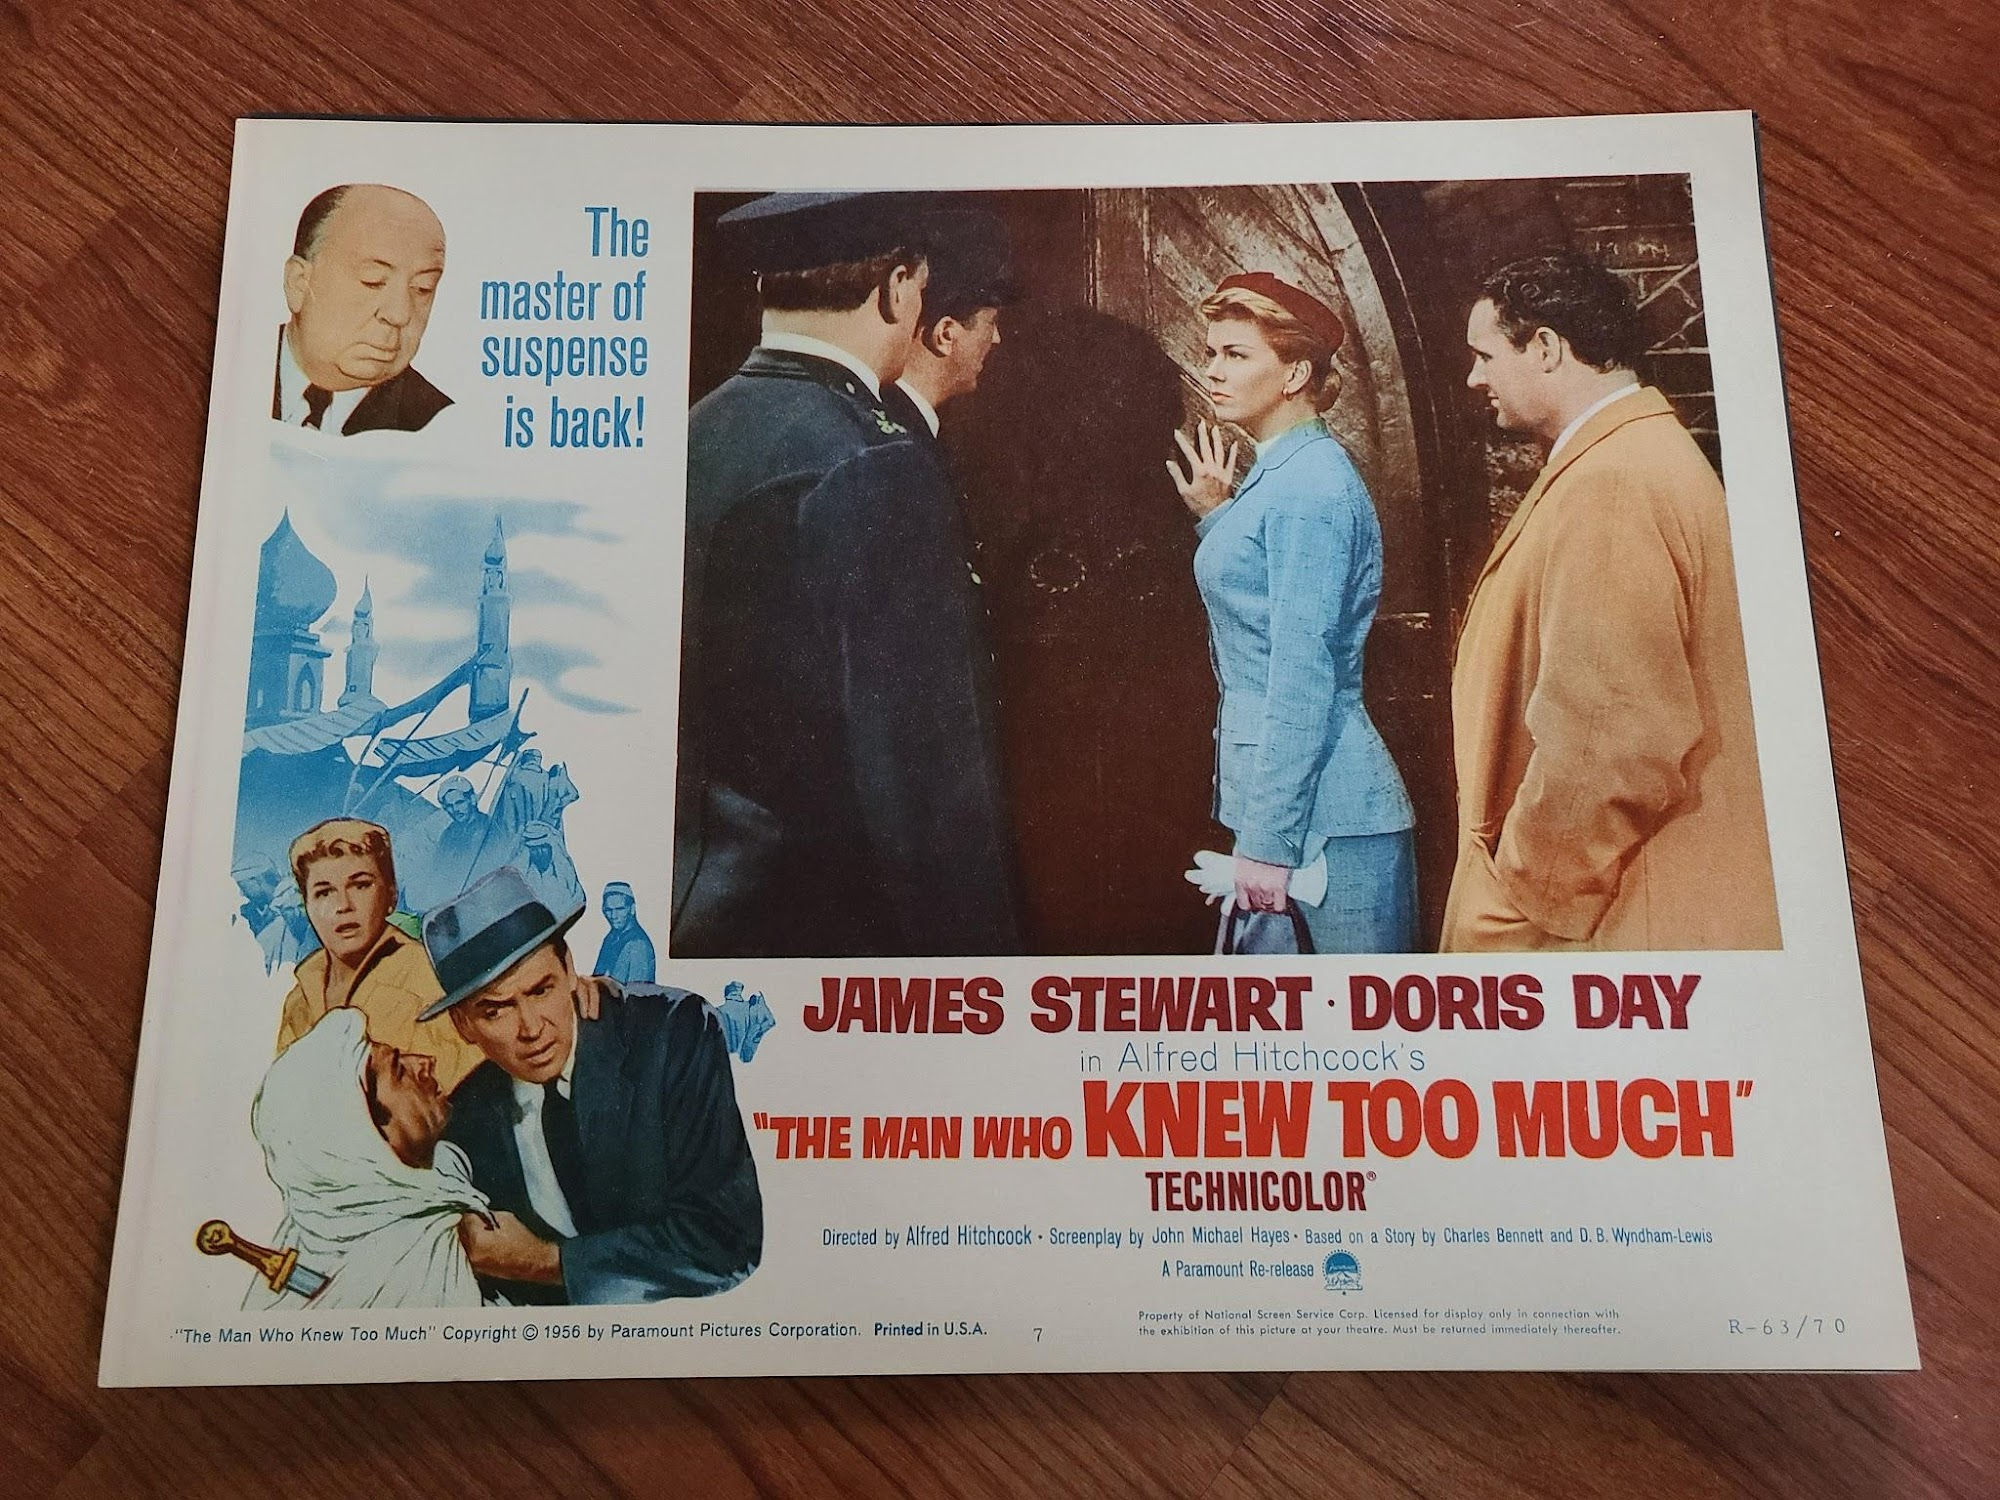 The
master of
suspense
is back!
JAMES STEWART · DORIS DAY
in Alfred Hitchcock's
"THE MAN WHO KNEW TOO MUCH"
TECHNICOLOR®
Directed by Alfred Hitchcock • Screenplay by John Michael Hayes • Based on a Story by Charles Bennett and D. B. Wyndham-Lewis
A Paramount Re-release
Paramount
"The Man Who Knew Too Much" Copyright © 1956 by Paramount Pictures Corporation. Printed in U.S.A.
7
Property of National Screen Service Corp. Licensed for display only in connection with
the exhibition of this picture at your theatre. Must be returned immediately thereafter.
R-63/70